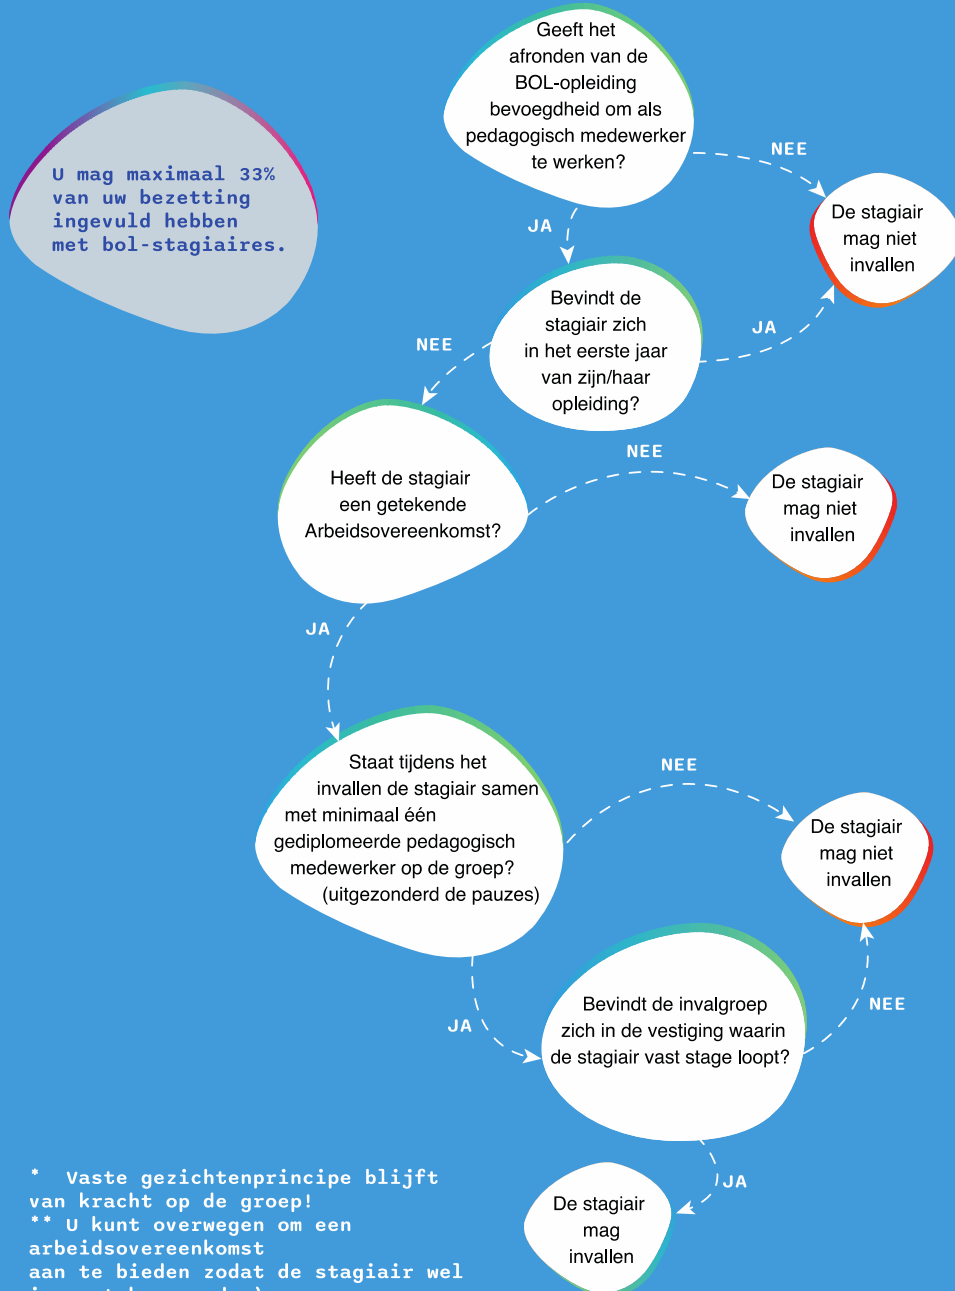 Geeft het
afronden van de
BOL-opleiding
bevoegdheid om als
pedagogisch medewerker
te werken?
U mag maximaal 33%
van uw bezetting
ingevuld hebben
met bol-stagiaires.
NEE
De stagiair
mag niet
invallen
JA
Bevindt de
stagiair zich
in het eerste jaar
van zijn/haar
opleiding?
JA
NEE
Heeft de stagiair
een getekende
Arbeidsovereenkomst?
NEE
De stagiair
mag niet
invallen
JA
Staat tijdens het
invallen de stagiair samen
met minimaal één
gediplomeerde pedagogisch
medewerker op de groep?
(uitgezonderd de pauzes)
NEE
De stagiair
mag niet
invallen
JA
Bevindt de invalgroep
zich in de vestiging waarin
de stagiair vast stage loopt?
NEE
JA
De stagiair
mag
invallen
* Vaste gezichtenprincipe blijft
van kracht op de groep!
** U kunt overwegen om een
arbeidsovereenkomst
aan te bieden zodat de stagiair wel